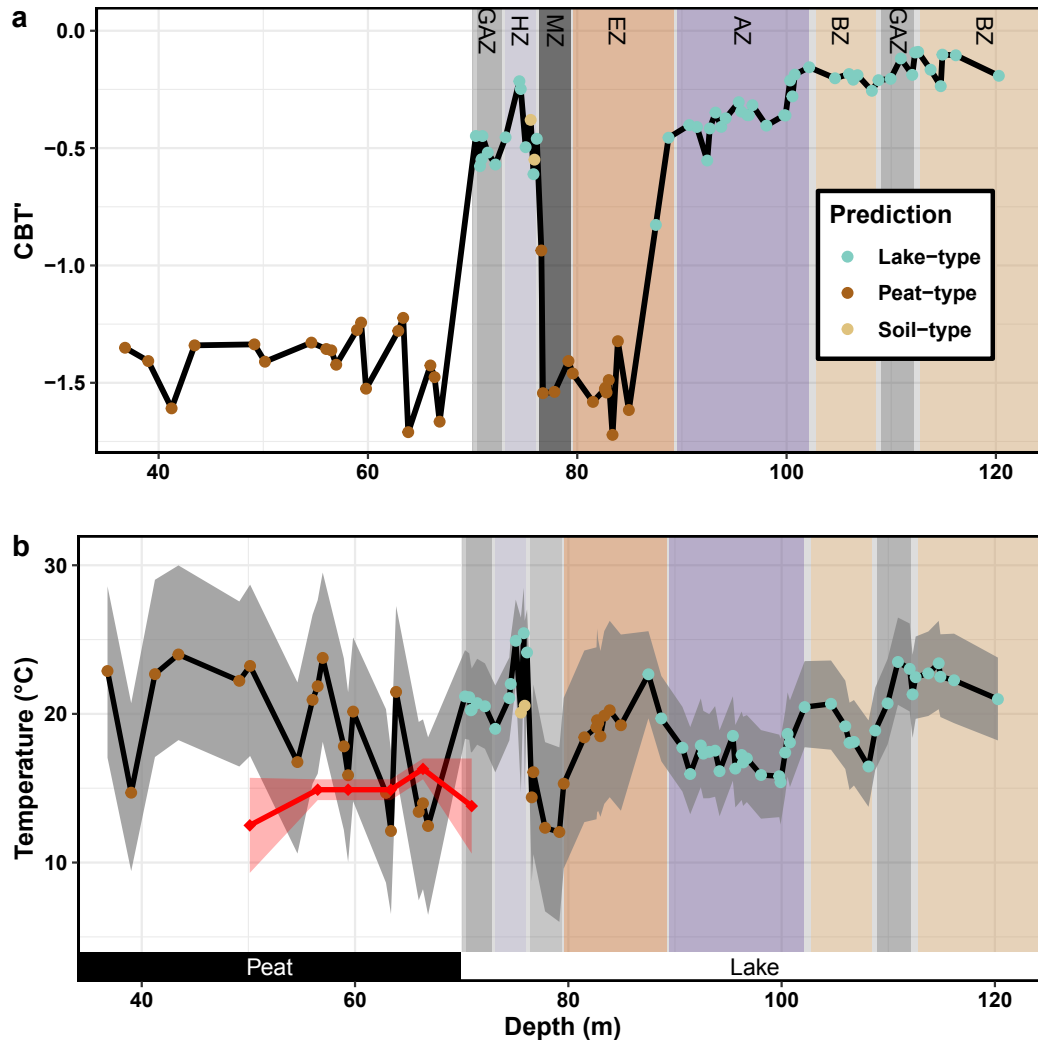 a
GAZ
HZ
MZ
EZ
AZ
BZ
GAZ
BZ
0.0
−0.5
−1.0
−1.5
CBT'
Prediction
Lake−type
Peat−type
Soil−type
40
60
80
100
120
b
30
20
10
Temperature (°C)
Peat
Lake
40
60
80
100
120
Depth (m)